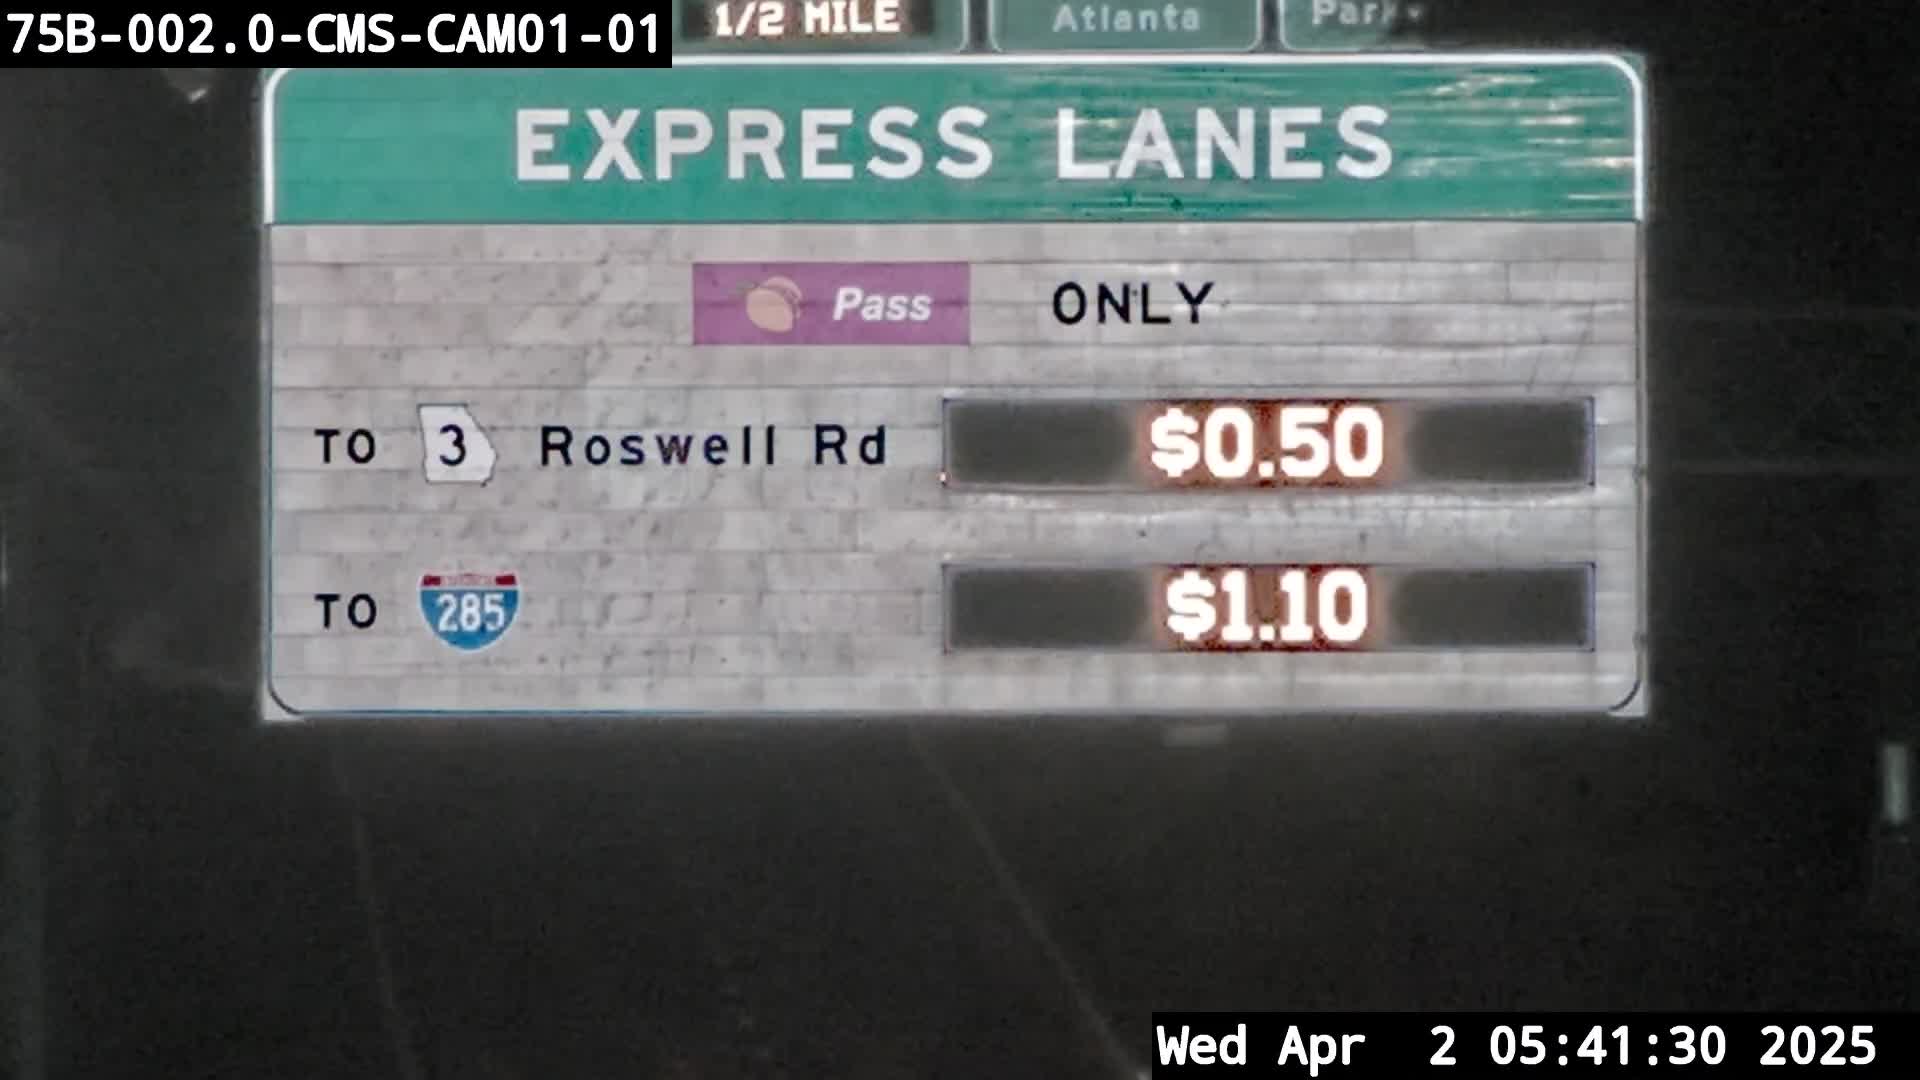 75B-002.0-CMS-CAM01-01
1/2 MILE
Atlanta
EXPRESS LANES
Pass ONLY
TO 3 Roswell Rd $0.50
TO 285 $1.10
Wed Apr 2 05:41:30 2025